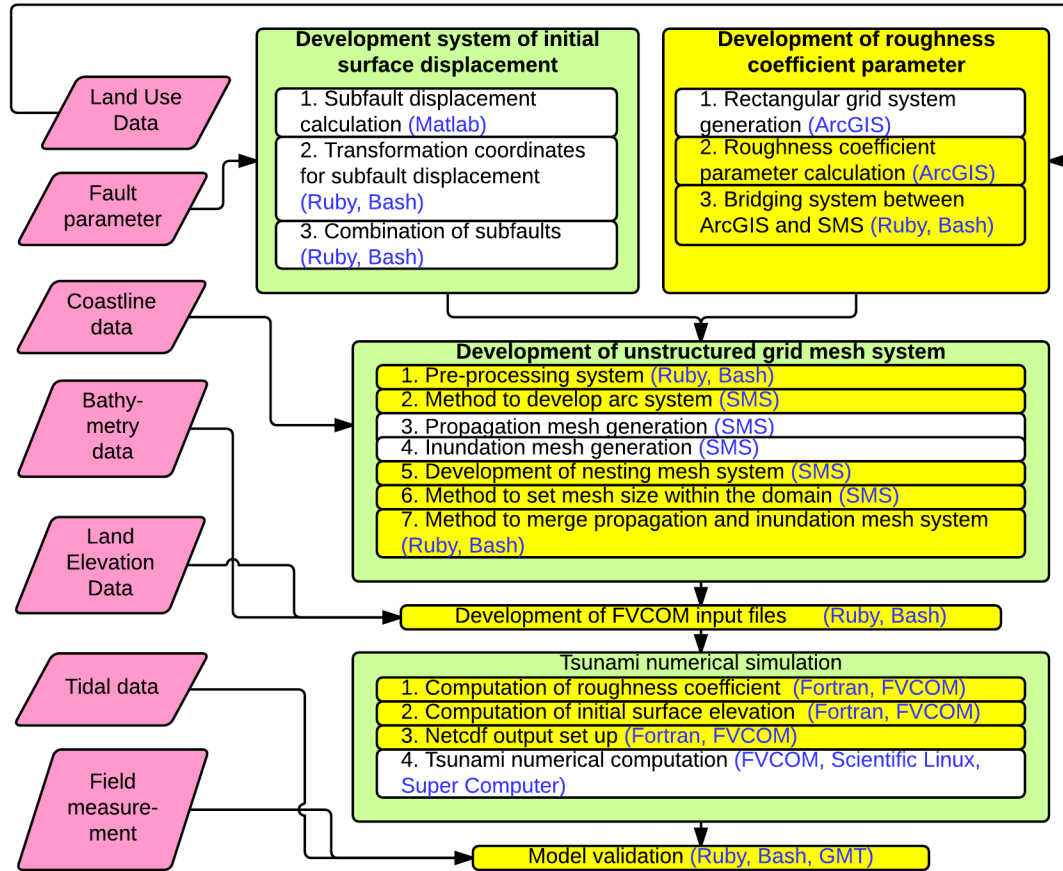 Land Use
Data
Fault
parameter
Coastline
data
Bathy-
metry
data
Land
Elevation
Data
Tidal data
Field
measure-
ment
Development system of initial
surface displacement
1. Subfault displacement
calculation (Matlab)
2. Transformation coordinates
for subfault displacement
(Ruby, Bash)
3. Combination of subfaults
(Ruby, Bash)
Development of roughness
coefficient parameter
1. Rectangular grid system
generation (ArcGIS)
2. Roughness coefficient
parameter calculation (ArcGIS)
3. Bridging system between
ArcGIS and SMS (Ruby, Bash)
Development of unstructured grid mesh system
1. Pre-processing system (Ruby, Bash)
2. Method to develop arc system (SMS)
3. Propagation mesh generation (SMS)
4. Inundation mesh generation (SMS)
5. Development of nesting mesh system (SMS)
6. Method to set mesh size within the domain (SMS)
7. Method to merge propagation and inundation mesh system
(Ruby, Bash)
Development of FVCOM input files (Ruby, Bash)
Tsunami numerical simulation
1. Computation of roughness coefficient (Fortran, FVCOM)
2. Computation of initial surface elevation (Fortran, FVCOM)
3. Netcdf output set up (Fortran, FVCOM)
4. Tsunami numerical computation (FVCOM, Scientific Linux,
Super Computer)
Model validation (Ruby, Bash, GMT)